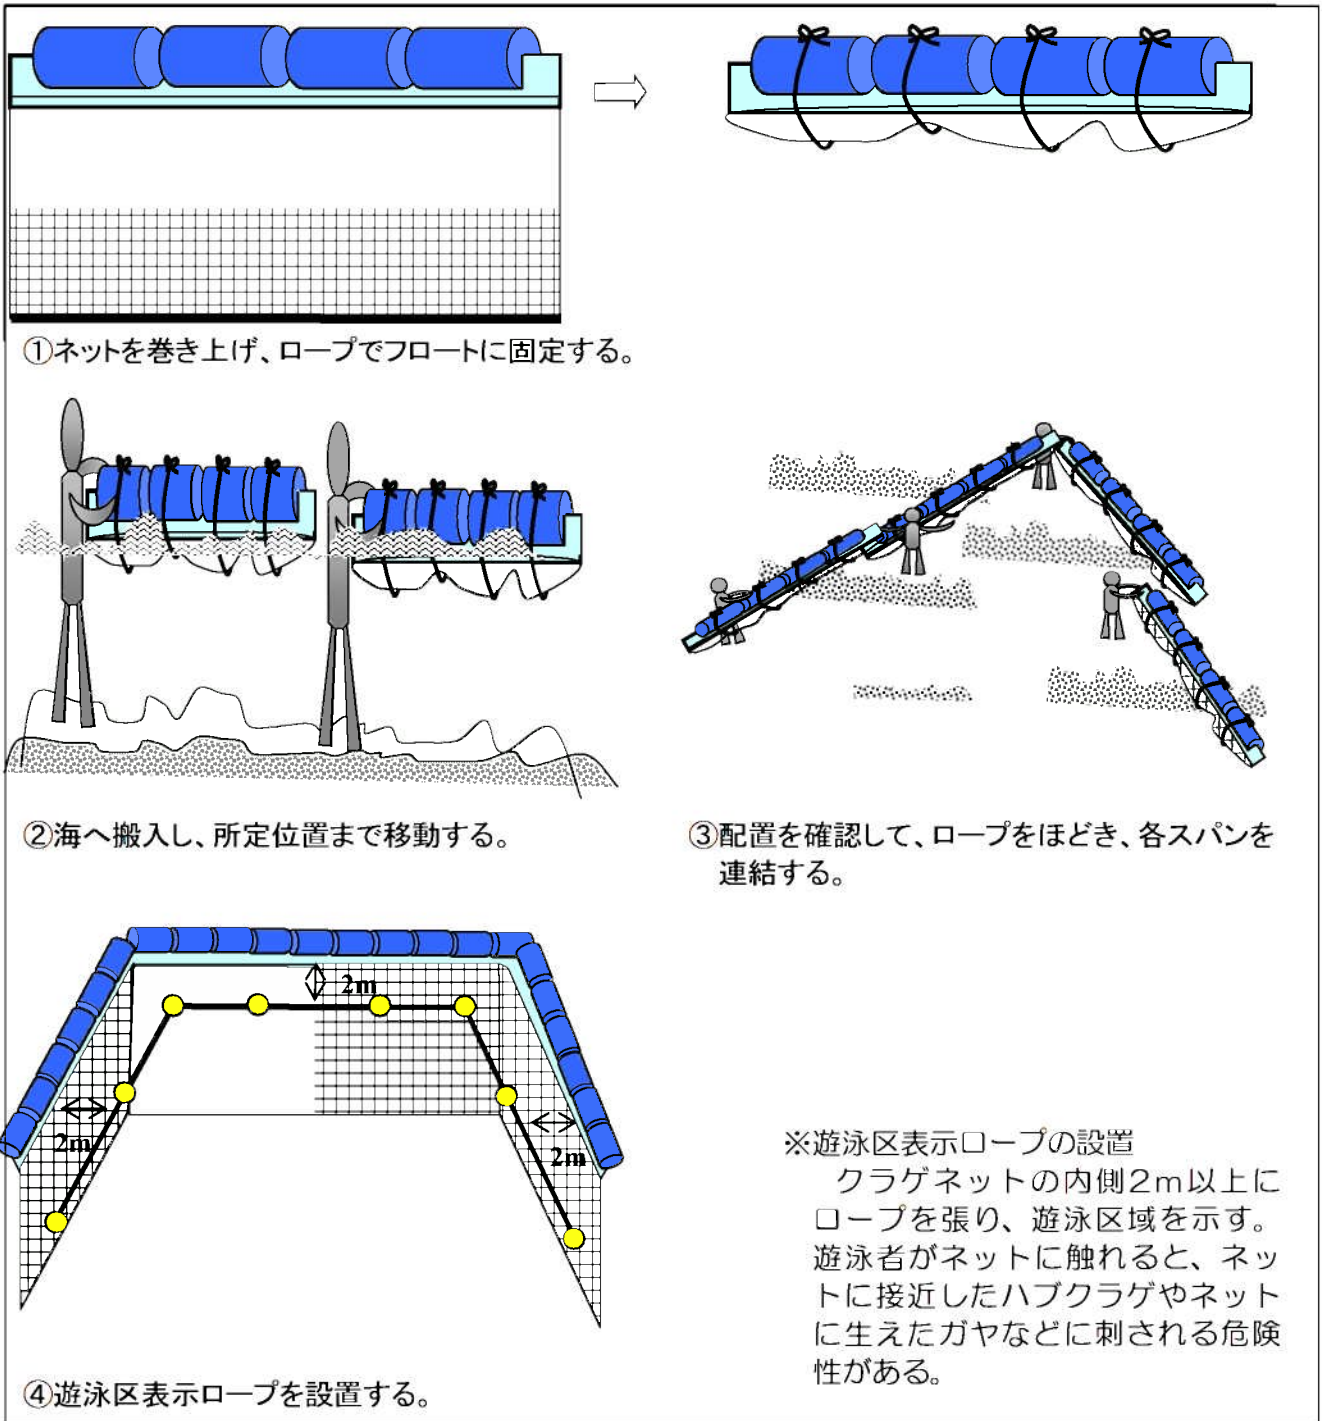 ①ネットを巻き上げ、ロープでフロートに固定する。
②海へ搬入し、所定位置まで移動する。
③配置を確認して、ロープをほどき、各スパンを
連結する。
2m
2m
2m
※遊泳区表示ロープの設置
クラゲネットの内側2m以上に
ロープを張り、遊泳区域を示す。
遊泳者がネットに触れると、ネッ
トに接近したハブクラゲやネット
に生えたガヤなどに刺される危険
性がある。
④遊泳区表示ロープを設置する。